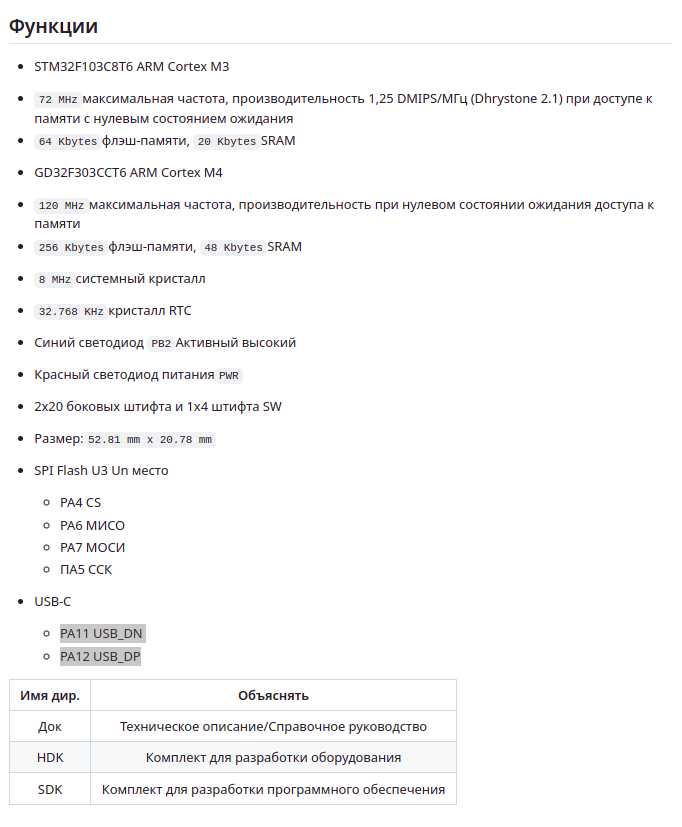 Функции
STM32F103C8T6 ARM Cortex M3
72 MHz максимальная частота, производительность 1,25 DMIPS/МГц (Dhrystone 2.1) при доступе к
памяти с нулевым состоянием ожидания
64 Kbytes флэш-памяти, 20 Kbytes SRAM
GD32F303CCT6 ARM Cortex M4
120 MHz максимальная частота, производительность при нулевом состоянии ожидания доступа к
памяти
256 Kbytes флэш-памяти, 48 Kbytes SRAM
8 MHz системный кристалл
32.768 KHz кристалл RTC
Синий светодиод PB2 Активный высокий
Красный светодиод питания PWR
2x20 боковых штифта и 1x4 штифта SW
Размер: 52.81 mm x 20.78 mm
SPI Flash U3 Un место
PA4 CS
PA6 МИСО
PA7 МОСИ
ПА5 ССК
USB-C
PA11 USB_DN
PA12 USB_DP
Имя дир. Объяснять
Док Техническое описание/Справочное руководство
HDK Комплект для разработки оборудования
SDK Комплект для разработки программного обеспечения